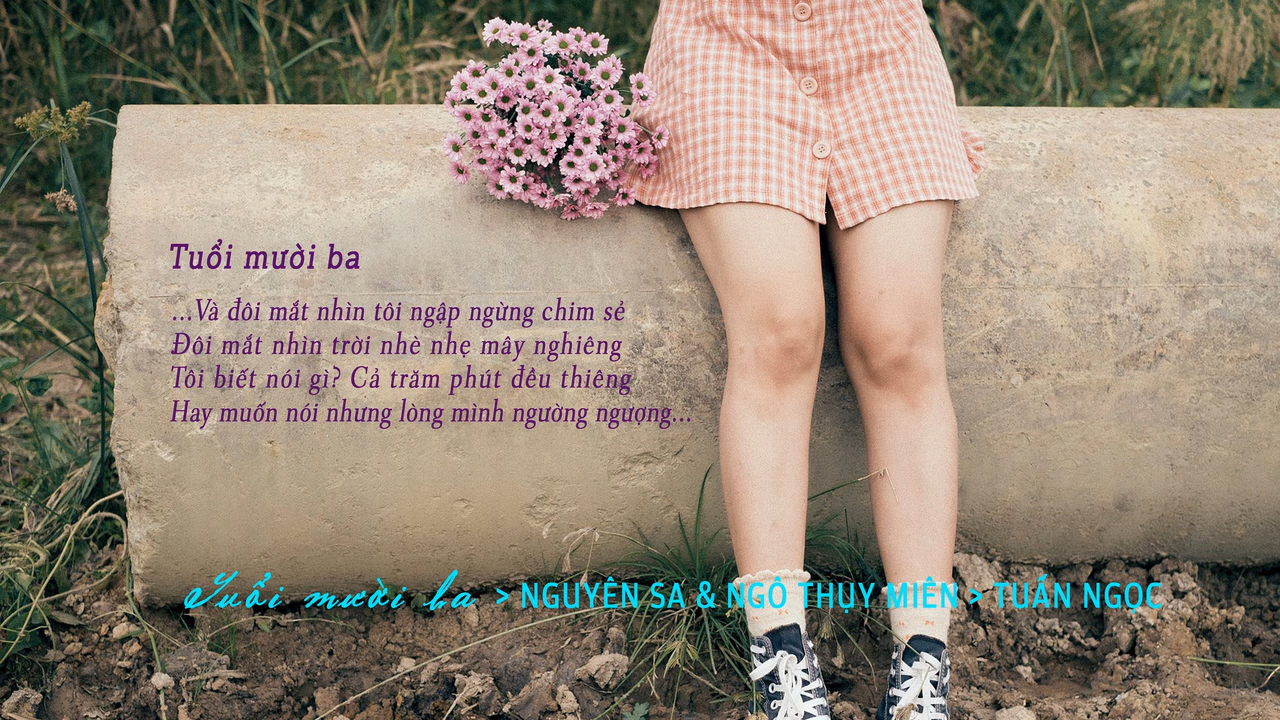 Tuổi mười ba
...Và đôi mắt nhìn tôi ngập ngừng chim sẻ
Đôi mắt nhìn trời nhè nhẹ mây nghiêng
Tôi biết nói gì? Cả trăm phút đều thiêng
Hay muốn nói nhưng lòng mình ngường ngượng...
Tuổi mười ba > NGUYÊN SA & NGÔ THỤY MIÊN > TUẤN NGỌC